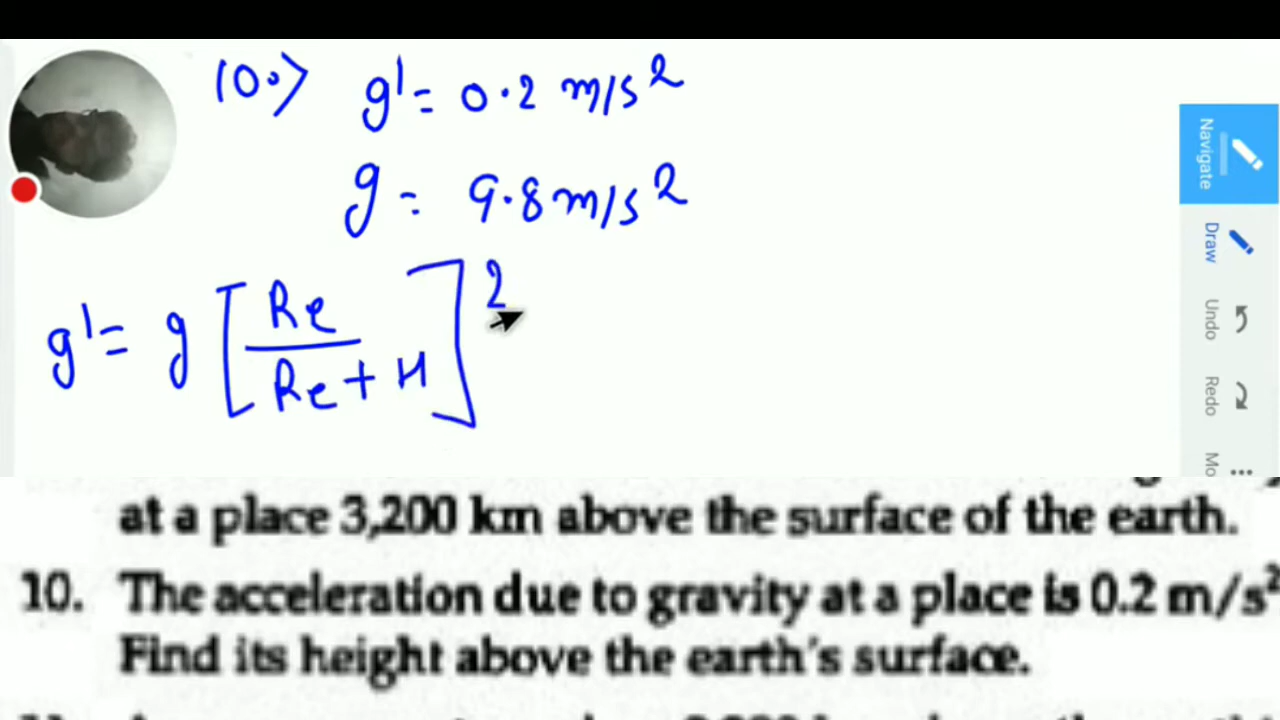 10.> g' = 0.2 m/s²
g = 9.8 m/s²
g' = g [Re / Re + H]²
Navigate
Draw
Undo
Redo
Mo
at a place 3,200 km above the surface of the earth.
10. The acceleration due to gravity at a place is 0.2 m/s²
Find its height above the earth's surface.